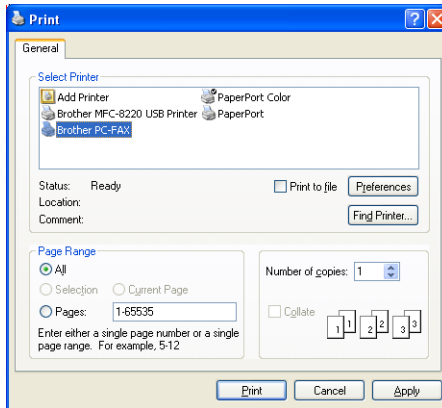 Print
General
Select Printer
Add Printer
PaperPort Color
Brother MFC-8220 USB Printer
PaperPort
Brother PC-FAX
Status: Ready
Print to file
Preferences
Location:
Comment:
Find Printer...
Page Range
All
Selection
Current Page
Pages: 1-65535
Enter either a single page number or a single
page range. For example, 5-12
Number of copies: 1
Collate
1 1 2 2 3 3
Print
Cancel
Apply